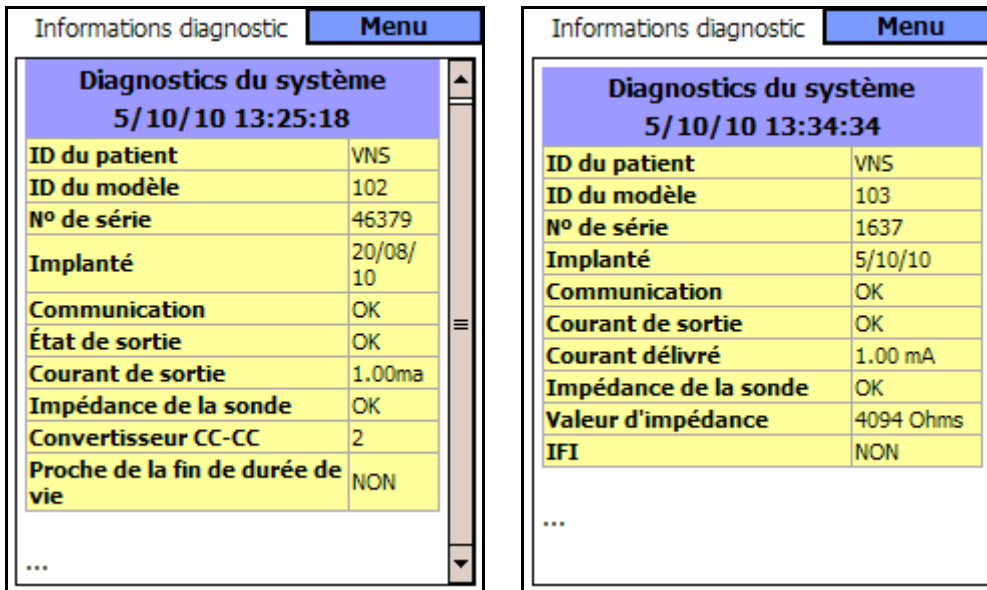 Informations diagnostic Menu
Diagnostics du système
5/10/10 13:25:18
ID du patient VNS
ID du modèle 102
Nº de série 46379
Implanté 20/08/
10
Communication OK
État de sortie OK
Courant de sortie 1.00ma
Impédance de la sonde OK
Convertisseur CC-CC 2
Proche de la fin de durée de
vie NON
...
Informations diagnostic Menu
Diagnostics du système
5/10/10 13:34:34
ID du patient VNS
ID du modèle 103
Nº de série 1637
Implanté 5/10/10
Communication OK
Courant de sortie OK
Courant délivré 1.00 mA
Impédance de la sonde OK
Valeur d'impédance 4094 Ohms
IFI NON
...